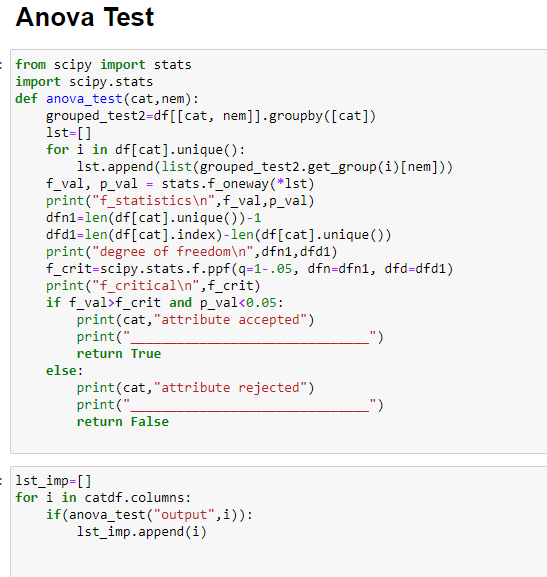 Anova Test
from scipy import stats
import scipy.stats
def anova_test(cat,nem):
    grouped_test2=df[[cat, nem]].groupby([cat])
    lst=[]
    for i in df[cat].unique():
        lst.append(list(grouped_test2.get_group(i)[nem]))
    f_val, p_val = stats.f_oneway(*lst)
    print("f_statistics\n",f_val,p_val)
    dfn1=len(df[cat].unique())-1
    dfd1=len(df[cat].index)-len(df[cat].unique())
    print("degree of freedom\n",dfn1,dfd1)
    f_crit=scipy.stats.f.ppf(q=1-.05, dfn=dfn1, dfd=dfd1)
    print("f_critical\n",f_crit)
    if f_val>f_crit and p_val<0.05:
        print(cat,"attribute accepted")
        print("_______________________________")
        return True
    else:
        print(cat,"attribute rejected")
        print("_______________________________")
        return False
lst_imp=[]
for i in catdf.columns:
    if(anova_test("output",i)):
        lst_imp.append(i)